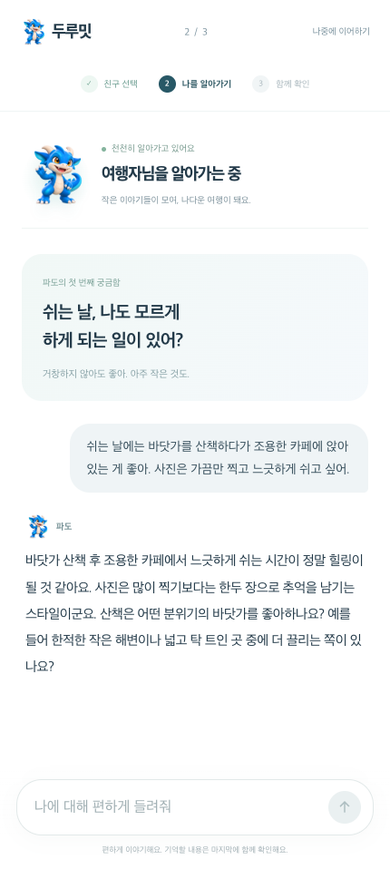 두루밋
2 / 3
나중에 이어하기
✓ 친구 선택
2 나를 알아가기
3 함께 확인
천천히 알아가고 있어요
여행자님을 알아가는 중
작은 이야기들이 모여, 나다운 여행이 돼요.
파도의 첫 번째 궁금함
쉬는 날, 나도 모르게
하게 되는 일이 있어?
거창하지 않아도 좋아. 아주 작은 것도.
쉬는 날에는 바닷가를 산책하다가 조용한 카페에 앉아
있는 게 좋아. 사진은 가끔만 찍고 느긋하게 쉬고 싶어.
파도
바닷가 산책 후 조용한 카페에서 느긋하게 쉬는 시간이 정말 힐링이
될 것 같아요. 사진은 많이 찍기보다는 한두 장으로 추억을 남기는
스타일이군요. 산책은 어떤 분위기의 바닷가를 좋아하나요? 예를
들어 한적한 작은 해변이나 넓고 탁 트인 곳 중에 더 끌리는 쪽이 있
나요?
나에 대해 편하게 들려줘
편하게 이야기해요. 기억할 내용은 마지막에 함께 확인해요.